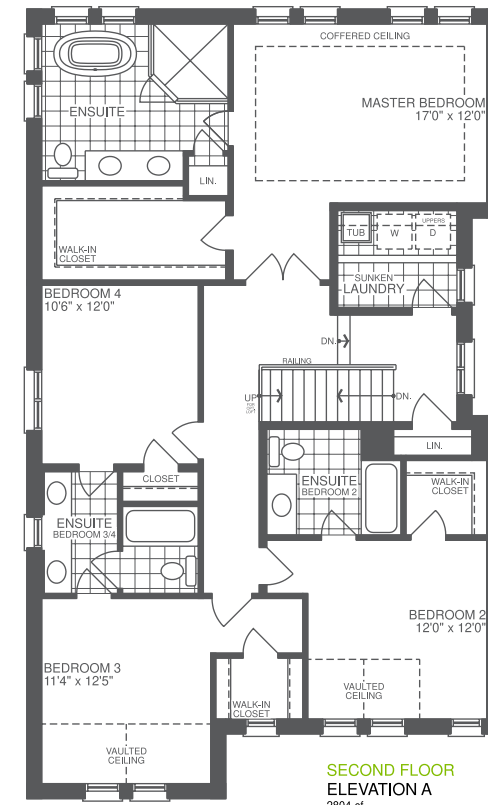 COFFERED CEILING
MASTER BEDROOM
17'0" x 12'0"
ENSUITE
LIN.
UPPERS
TUB
W
D
SUNKEN
LAUNDRY
WALK-IN
CLOSET
BEDROOM 4
10'6" x 12'0"
DN.
RAILING
UP
DN.
LIN.
CLOSET
ENSUITE
BEDROOM 2
WALK-IN
CLOSET
ENSUITE
BEDROOM 3/4
BEDROOM 2
12'0" x 12'0"
BEDROOM 3
11'4" x 12'5"
VAULTED
CEILING
WALK-IN
CLOSET
VAULTED
CEILING
SECOND FLOOR
ELEVATION A
2804 sf